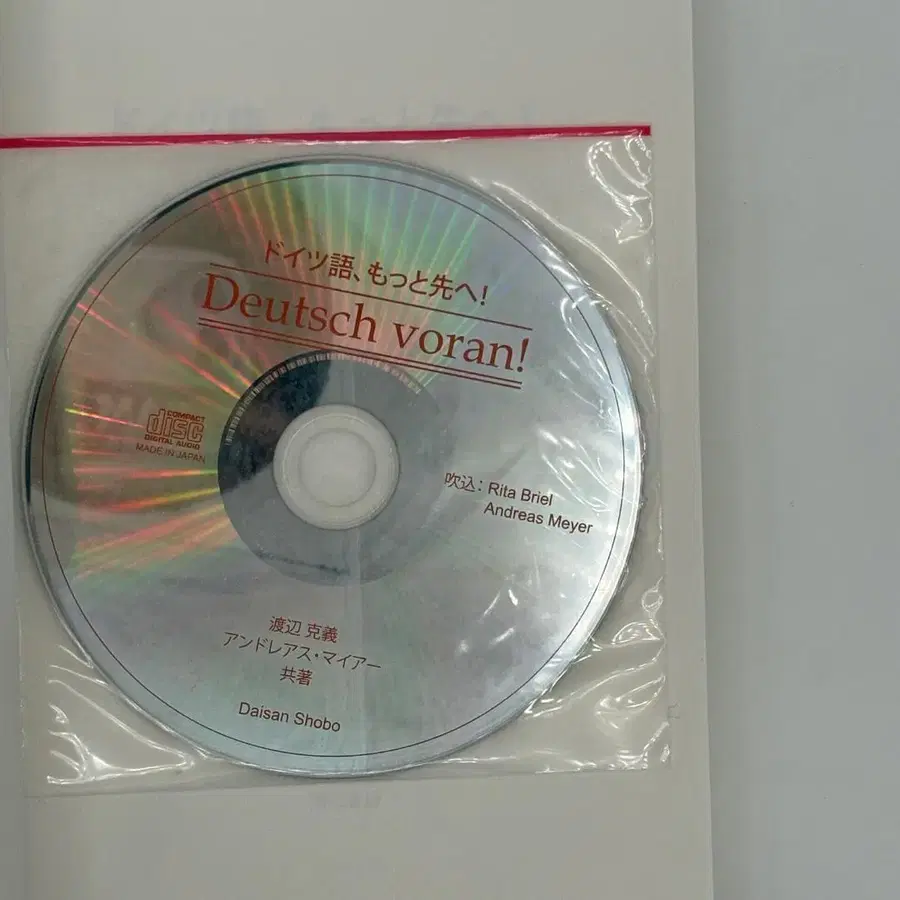 ドイツ語、もっと先へ!
Deutsch voran!
COMPACT
disc
DIGITAL AUDIO
MADE IN JAPAN
吹込: Rita Briel
Andreas Meyer
渡辺 克義
アンドレアス・マイアー
共著
Daisan Shobo